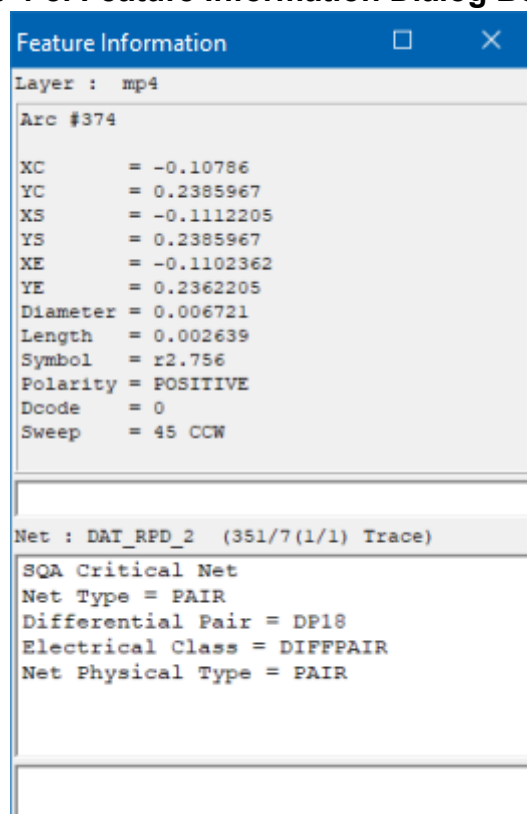 Feature Information Dialog
Feature Information
Layer : mp4
Arc #374
XC = -0.10786
YC = 0.2385967
XS = -0.1112205
YS = 0.2385967
XE = -0.1102362
YE = 0.2362205
Diameter = 0.006721
Length = 0.002639
Symbol = r2.756
Polarity = POSITIVE
Dcode = 0
Sweep = 45 CCW
Net : DAT_RPD_2 (351/7(1/1) Trace)
SQA Critical Net
Net Type = PAIR
Differential Pair = DP18
Electrical Class = DIFFPAIR
Net Physical Type = PAIR